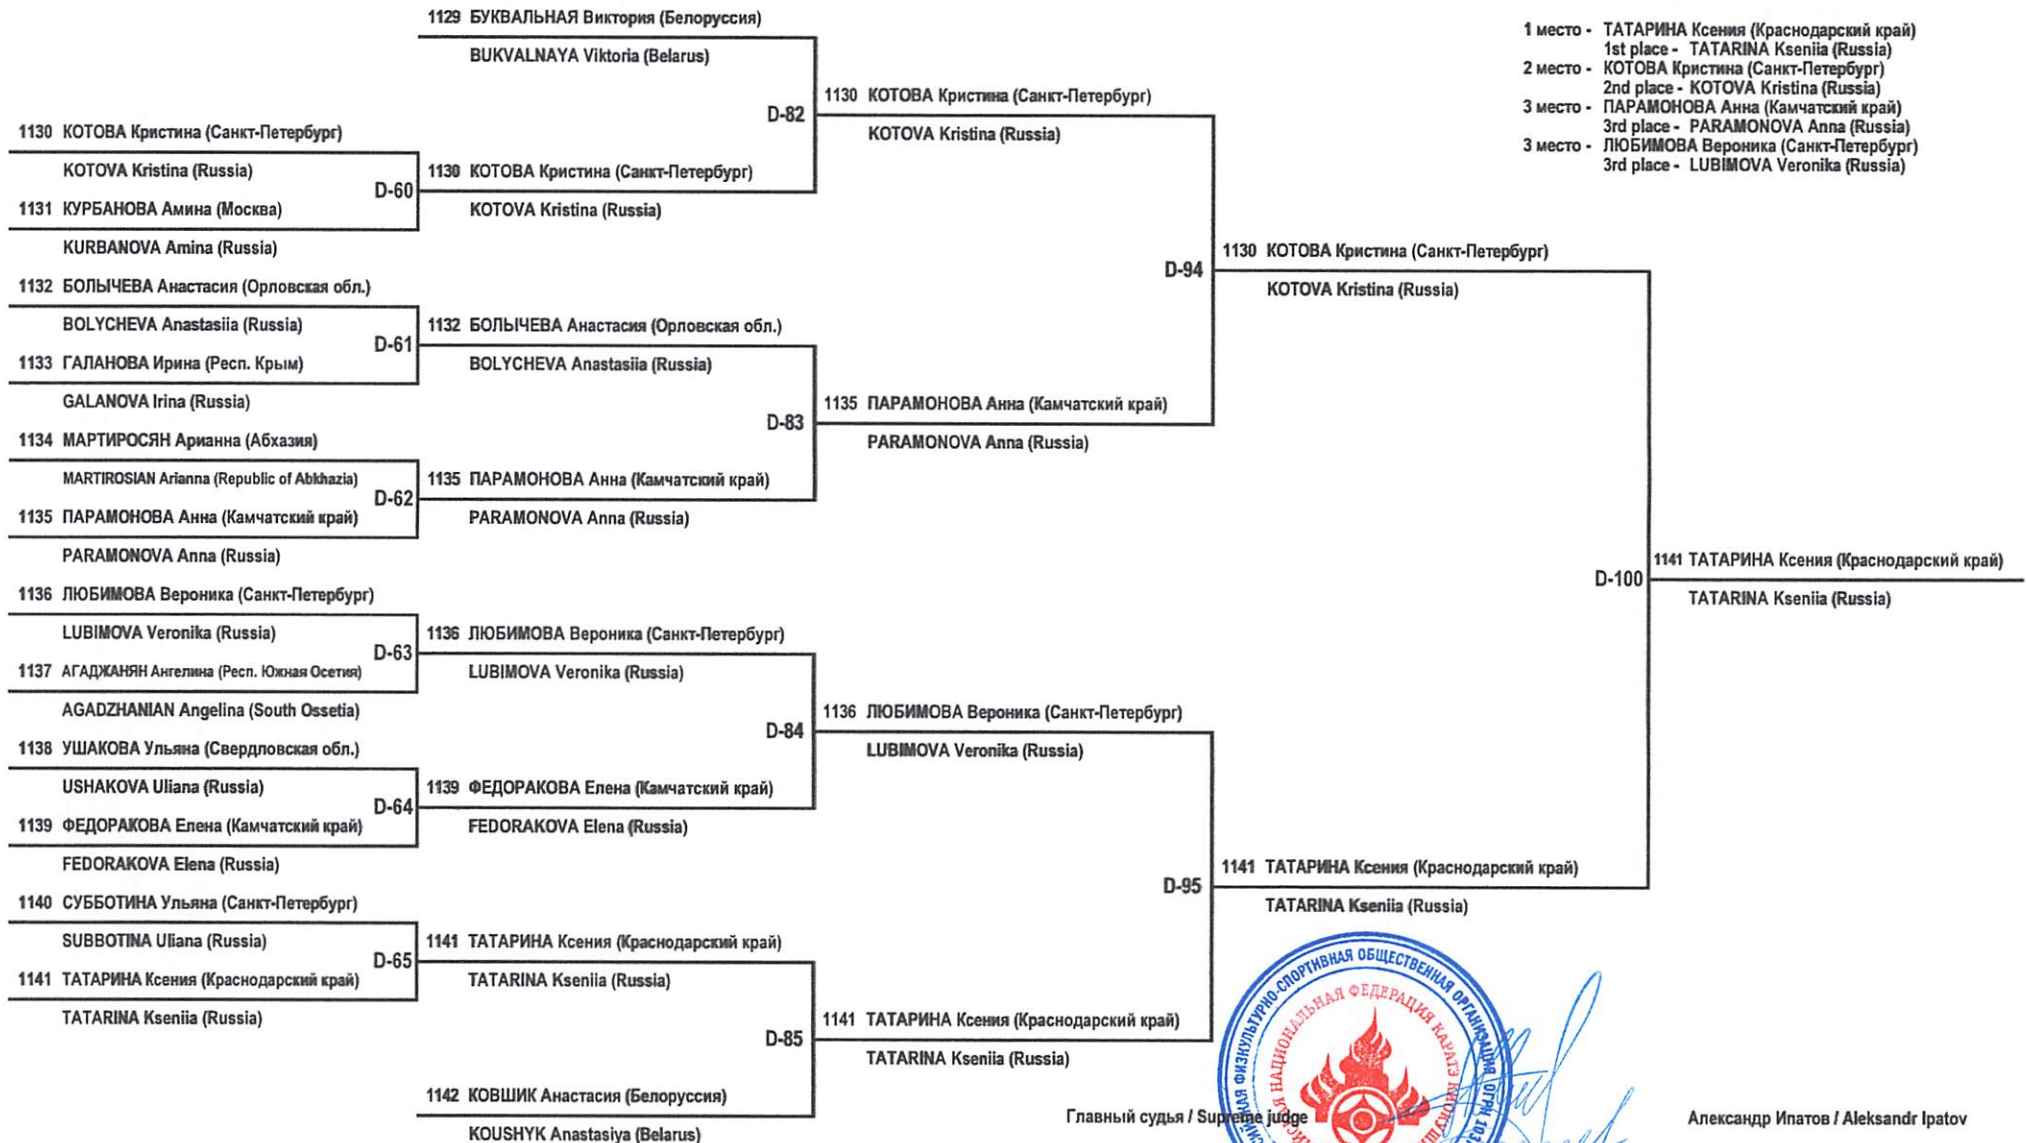 1129 БУКВАЛЬНАЯ Виктория (Белоруссия)
BUKVALNAYA Viktoria (Belarus)
D-82
1130 КОТОВА Кристина (Санкт-Петербург)
KOTOVA Kristina (Russia)
1130 КОТОВА Кристина (Санкт-Петербург)
KOTOVA Kristina (Russia)
D-60
1131 КУРБАНОВА Амина (Москва)
KURBANOVA Amina (Russia)
1130 КОТОВА Кристина (Санкт-Петербург)
KOTOVA Kristina (Russia)
1132 БОЛЫЧЕВА Анастасия (Орловская обл.)
BOLYCHEVA Anastasiia (Russia)
D-61
1133 ГАЛАНОВА Ирина (Респ. Крым)
GALANOVA Irina (Russia)
1132 БОЛЫЧЕВА Анастасия (Орловская обл.)
BOLYCHEVA Anastasiia (Russia)
D-83
1135 ПАРАМОНОВА Анна (Камчатский край)
PARAMONOVA Anna (Russia)
1134 МАРТИРОСЯН Арианна (Абхазия)
MARTIROSIAN Arianna (Republic of Abkhazia)
D-62
1135 ПАРАМОНОВА Анна (Камчатский край)
PARAMONOVA Anna (Russia)
1135 ПАРАМОНОВА Анна (Камчатский край)
PARAMONOVA Anna (Russia)
D-94
1130 КОТОВА Кристина (Санкт-Петербург)
KOTOVA Kristina (Russia)
1136 ЛЮБИМОВА Вероника (Санкт-Петербург)
LUBIMOVA Veronika (Russia)
D-63
1137 АГАДЖАНЯН Ангелина (Респ. Южная Осетия)
AGADZHANIAN Angelina (South Ossetia)
1136 ЛЮБИМОВА Вероника (Санкт-Петербург)
LUBIMOVA Veronika (Russia)
D-84
1136 ЛЮБИМОВА Вероника (Санкт-Петербург)
LUBIMOVA Veronika (Russia)
1138 УШАКОВА Ульяна (Свердловская обл.)
USHAKOVA Uliana (Russia)
D-64
1139 ФЕДОРАКОВА Елена (Камчатский край)
FEDORAKOVA Elena (Russia)
1139 ФЕДОРАКОВА Елена (Камчатский край)
FEDORAKOVA Elena (Russia)
1140 СУББОТИНА Ульяна (Санкт-Петербург)
SUBBOTINA Uliana (Russia)
D-65
1141 ТАТАРИНА Ксения (Краснодарский край)
TATARINA Kseniia (Russia)
1141 ТАТАРИНА Ксения (Краснодарский край)
TATARINA Kseniia (Russia)
D-85
1141 ТАТАРИНА Ксения (Краснодарский край)
TATARINA Kseniia (Russia)
1142 КОВШИК Анастасия (Белоруссия)
KOUSHYK Anastasiya (Belarus)
D-95
1141 ТАТАРИНА Ксения (Краснодарский край)
TATARINA Kseniia (Russia)
D-100
1141 ТАТАРИНА Ксения (Краснодарский край)
TATARINA Kseniia (Russia)
1 место - ТАТАРИНА Ксения (Краснодарский край)
1st place - TATARINA Kseniia (Russia)
2 место - КОТОВА Кристина (Санкт-Петербург)
2nd place - KOTOVA Kristina (Russia)
3 место - ПАРАМОНОВА Анна (Камчатский край)
3rd place - PARAMONOVA Anna (Russia)
3 место - ЛЮБИМОВА Вероника (Санкт-Петербург)
3rd place - LUBIMOVA Veronika (Russia)
ФИЗКУЛЬТУРНО-СПОРТИВНАЯ ОБЩЕСТВЕННАЯ ОРГАНИЗАЦИЯ ОГРН
НАЦИОНАЛЬНАЯ ФЕДЕРАЦИЯ КАРАТЭ
Главный судья / Supreme judge
Александр Ипатов / Aleksandr Ipatov